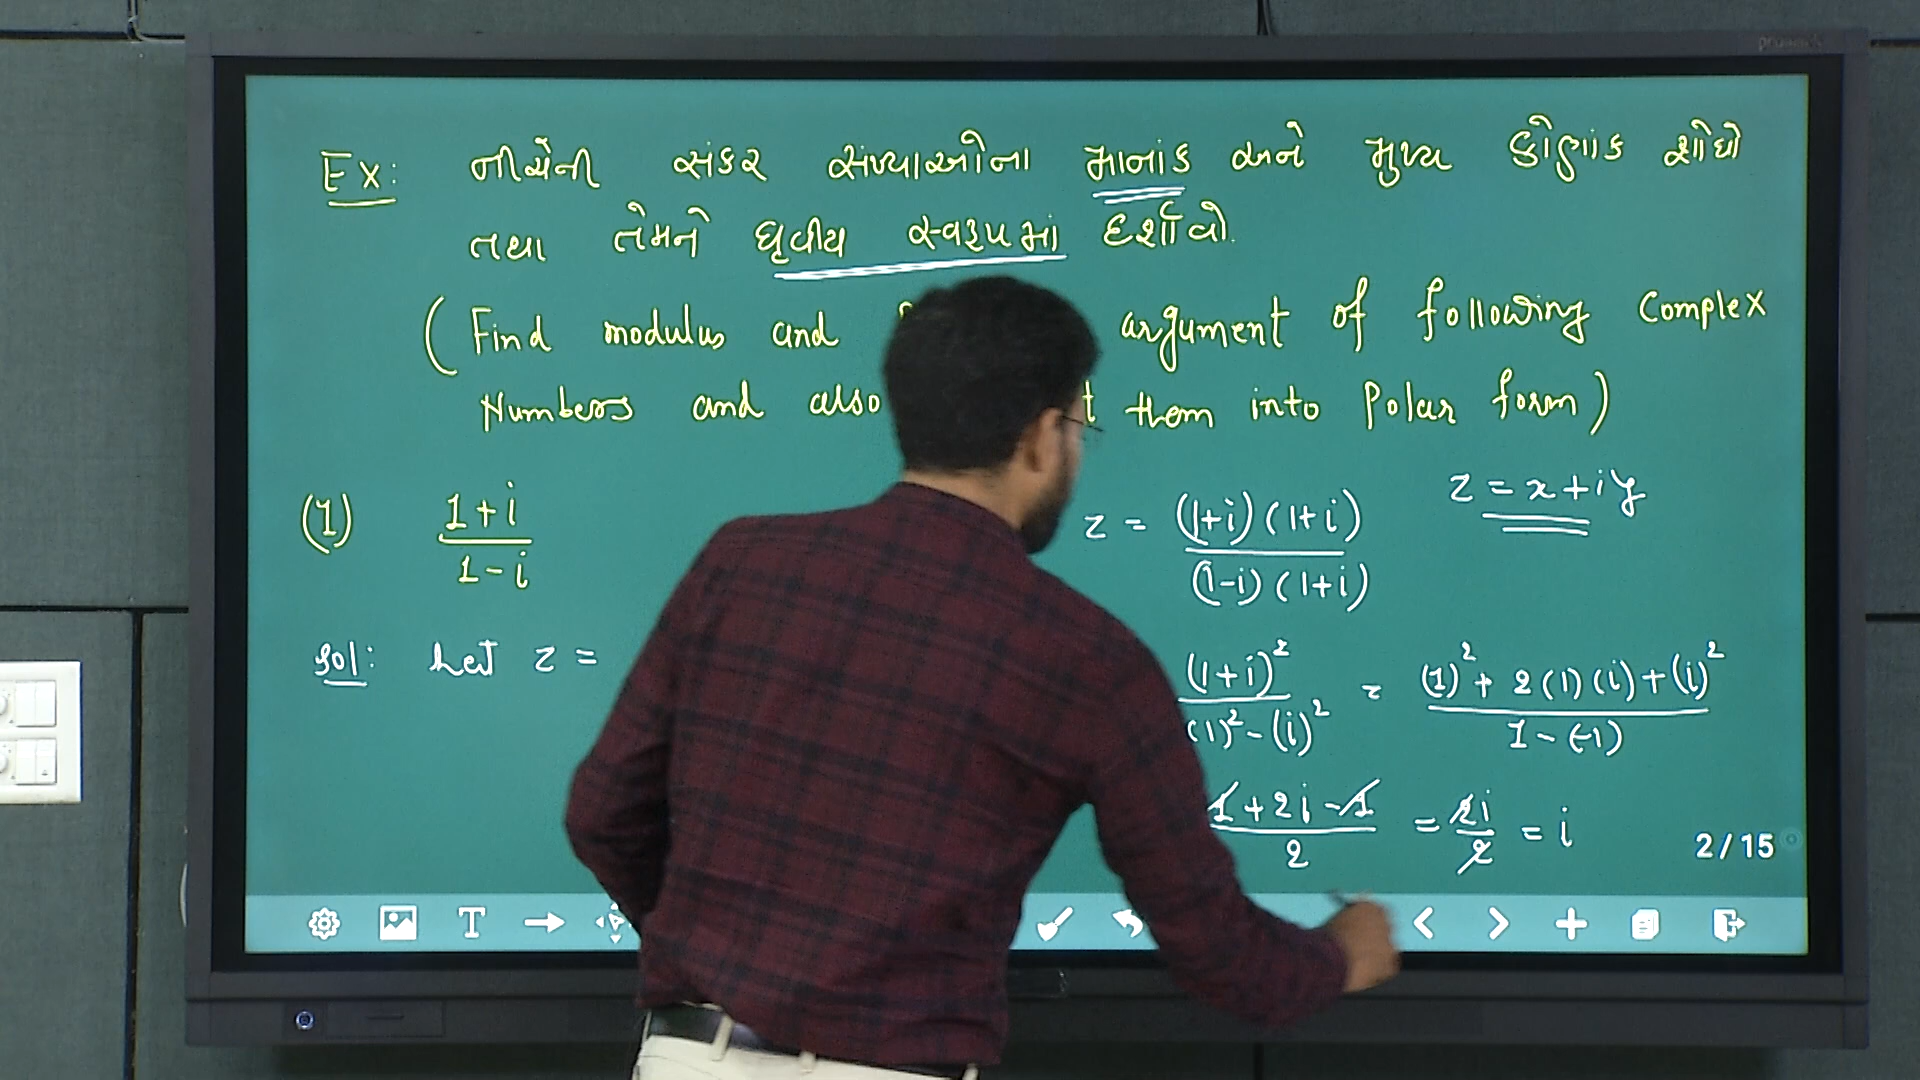 Ex: નીચેની સંકર સંખ્યાઓના માનાંક અને મુખ્ય કોણાંક શોધો
તથા તેમને ધ્રુવીય સ્વરૂપમાં દર્શાવો.
(Find modulus and argument of following Complex
Numbers and also them into Polar form)
(1) (1+i)/(1-i)
Sol: Let z =
z = ((1+i)(1+i))/((1-i)(1+i))
z = x+iy
(1+i)²/((1)²-(i)²) = ((1)²+2(1)(i)+(i)²)/(1-(-1))
(1+2i-1)/2 = 2i/2 = i
2/15
T